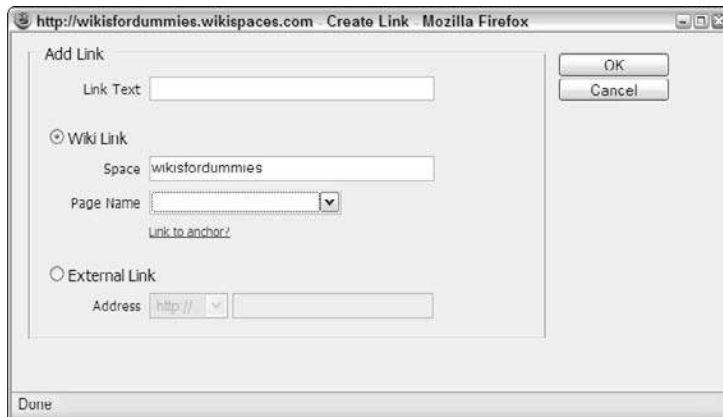 http://wikisfordummies.wikispaces.com - Create Link - Mozilla Firefox
Add Link
OK
Link Text
Cancel
Wiki Link
Space wikisfordummies
Page Name
Link to anchor?
External Link
Address http://
Done